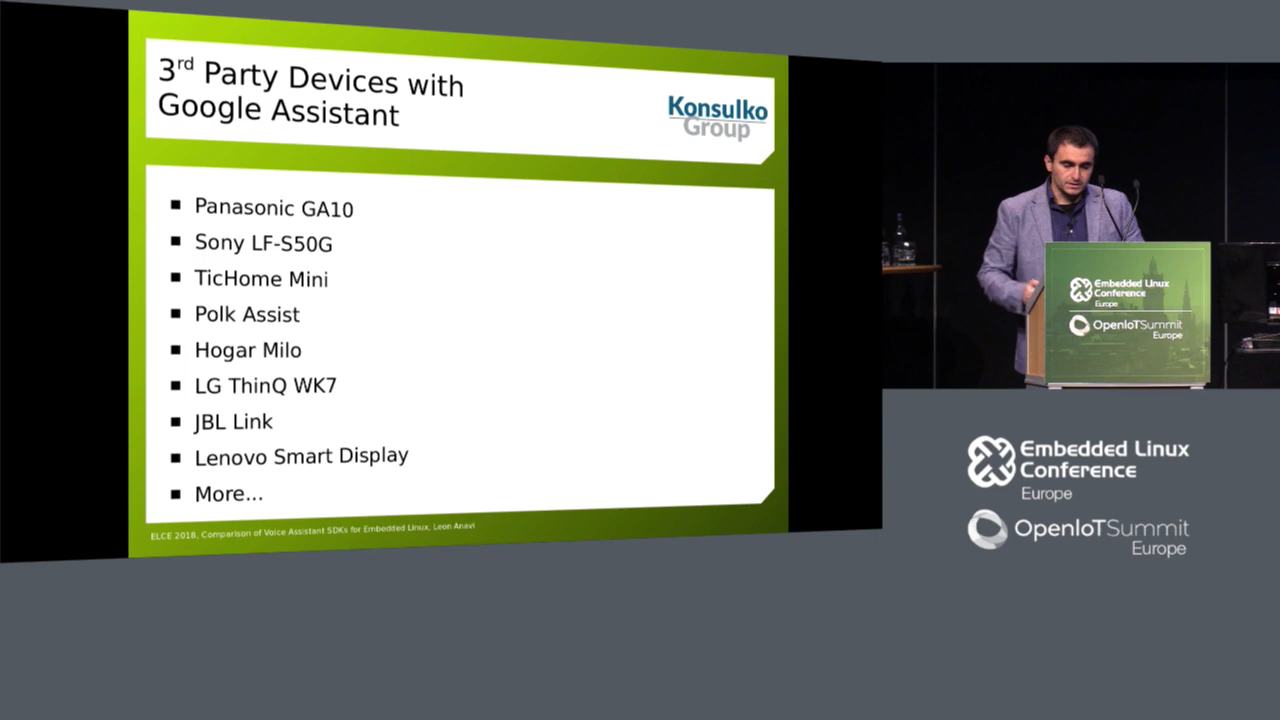 3rd Party Devices with
Google Assistant
Konsulko
Group
Panasonic GA10
Sony LF-S50G
TicHome Mini
Polk Assist
Hogar Milo
LG ThinQ WK7
JBL Link
Lenovo Smart Display
More...
ELCE 2018, Comparison of Voice Assistant SDKs for Embedded Linux, Leon Anavi
Embedded Linux
Conference
Europe
OpenIoTSummit
Europe
Embedded Linux
Conference
Europe
OpenIoTSummit
Europe